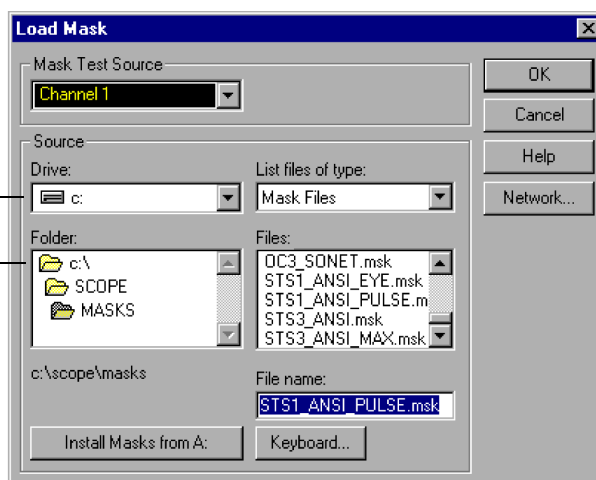 Load Mask
Mask Test Source
Channel 1
OK
Cancel
Help
Network...
Source
Drive:
c:
List files of type:
Mask Files
Folder:
c:\
SCOPE
MASKS
Files:
OC3_SONET.msk
STS1_ANSI_EYE.msk
STS1_ANSI_PULSE.m
STS3_ANSI.msk
STS3_ANSI_MAX.msk
c:\scope\masks
File name:
STS1_ANSI_PULSE.msk
Install Masks from A:
Keyboard...